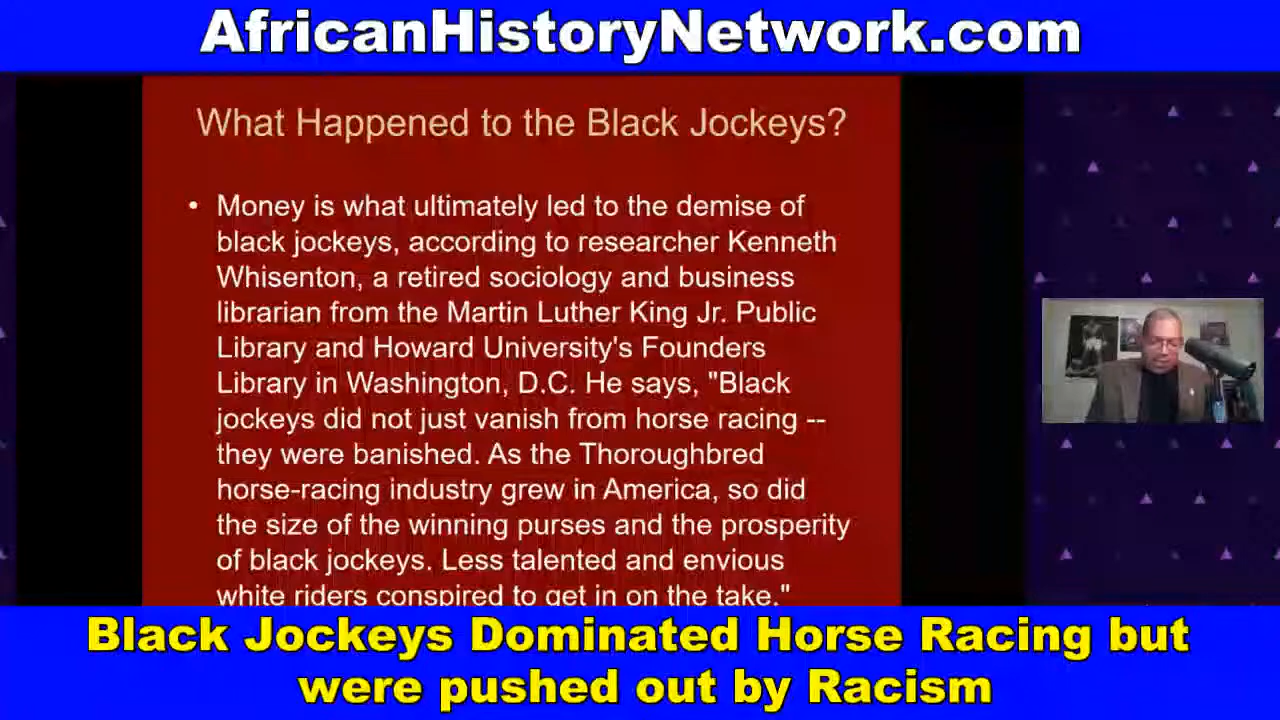 AfricanHistoryNetwork.com
What Happened to the Black Jockeys?
• Money is what ultimately led to the demise of
black jockeys, according to researcher Kenneth
Whisenton, a retired sociology and business
librarian from the Martin Luther King Jr. Public
Library and Howard University's Founders
Library in Washington, D.C. He says, "Black
jockeys did not just vanish from horse racing --
they were banished. As the Thoroughbred
horse-racing industry grew in America, so did
the size of the winning purses and the prosperity
of black jockeys. Less talented and envious
white riders conspired to get in on the take."
Black Jockeys Dominated Horse Racing but
were pushed out by Racism